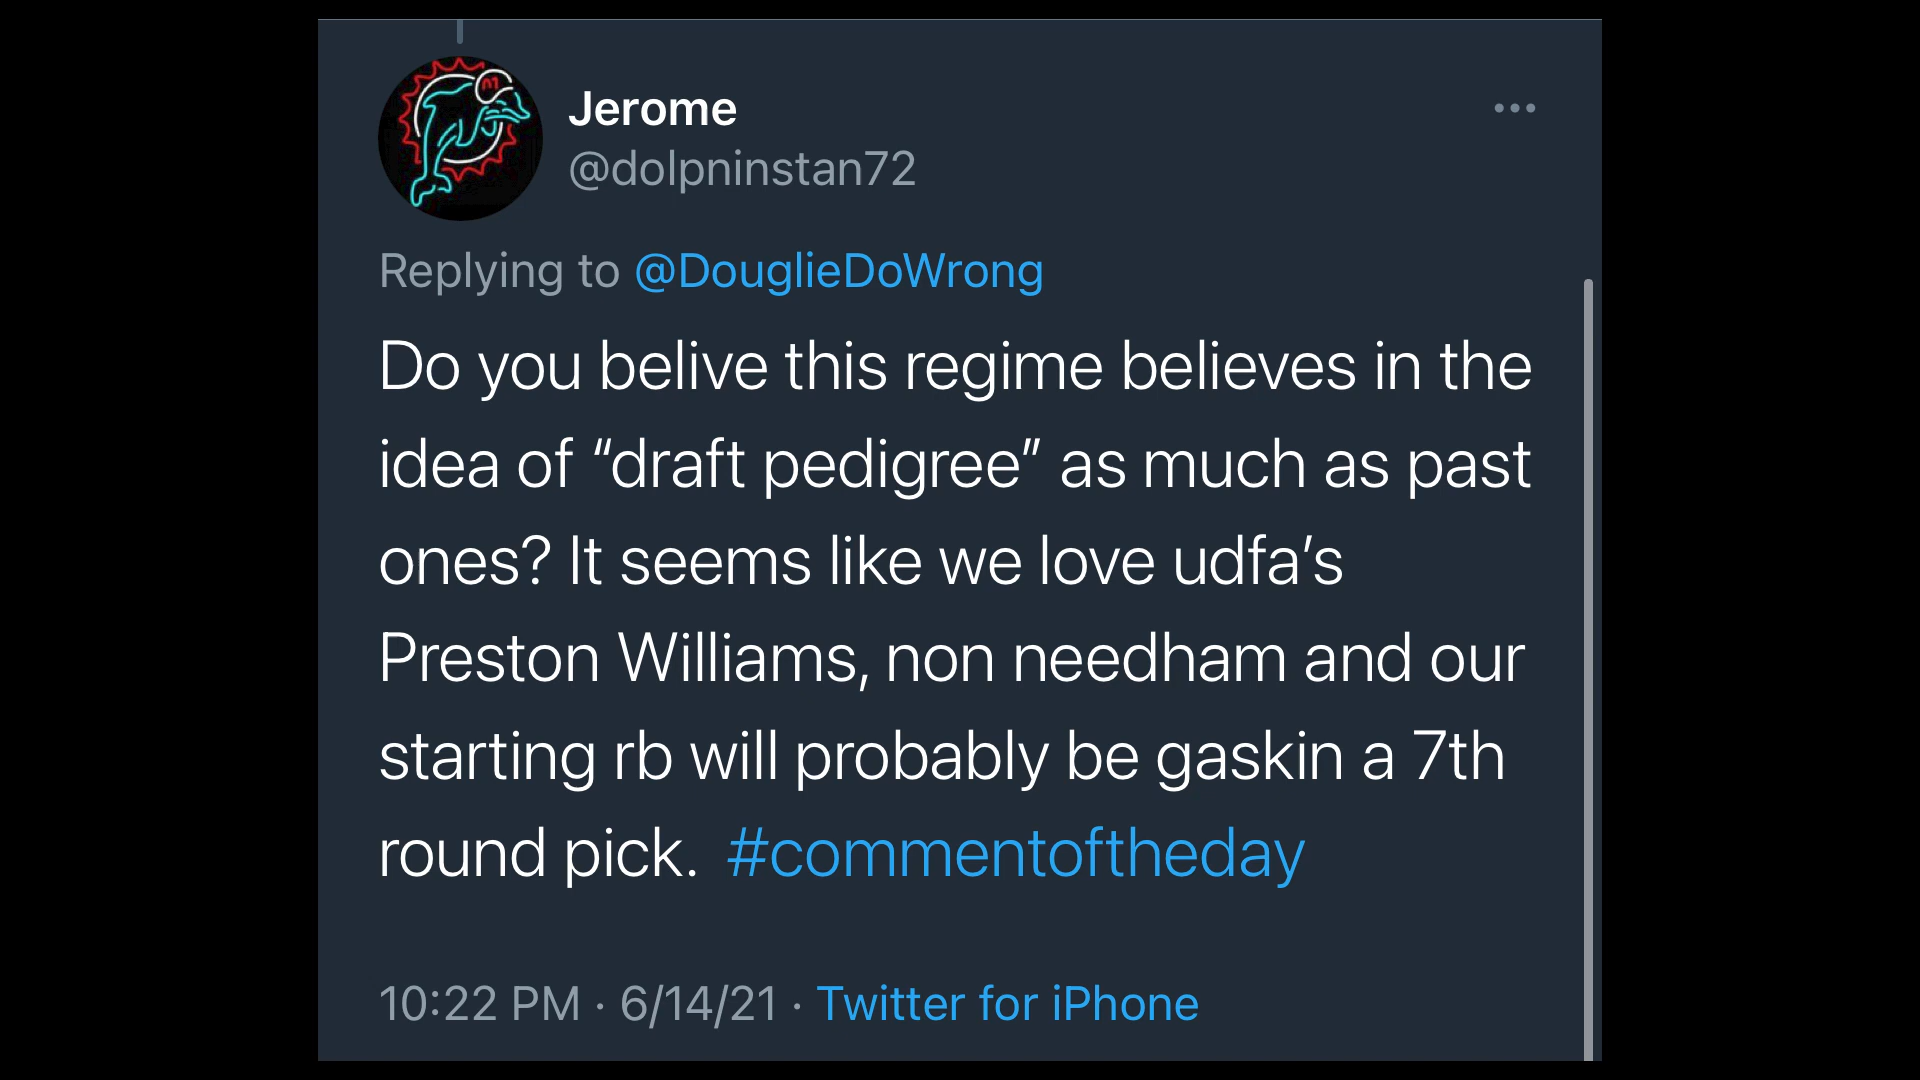 Jerome
@dolpninstan72
Replying to @DouglieDoWrong
Do you belive this regime believes in the
idea of “draft pedigree” as much as past
ones? It seems like we love udfa’s
Preston Williams, non needham and our
starting rb will probably be gaskin a 7th
round pick. #commentoftheday
10:22 PM · 6/14/21 · Twitter for iPhone